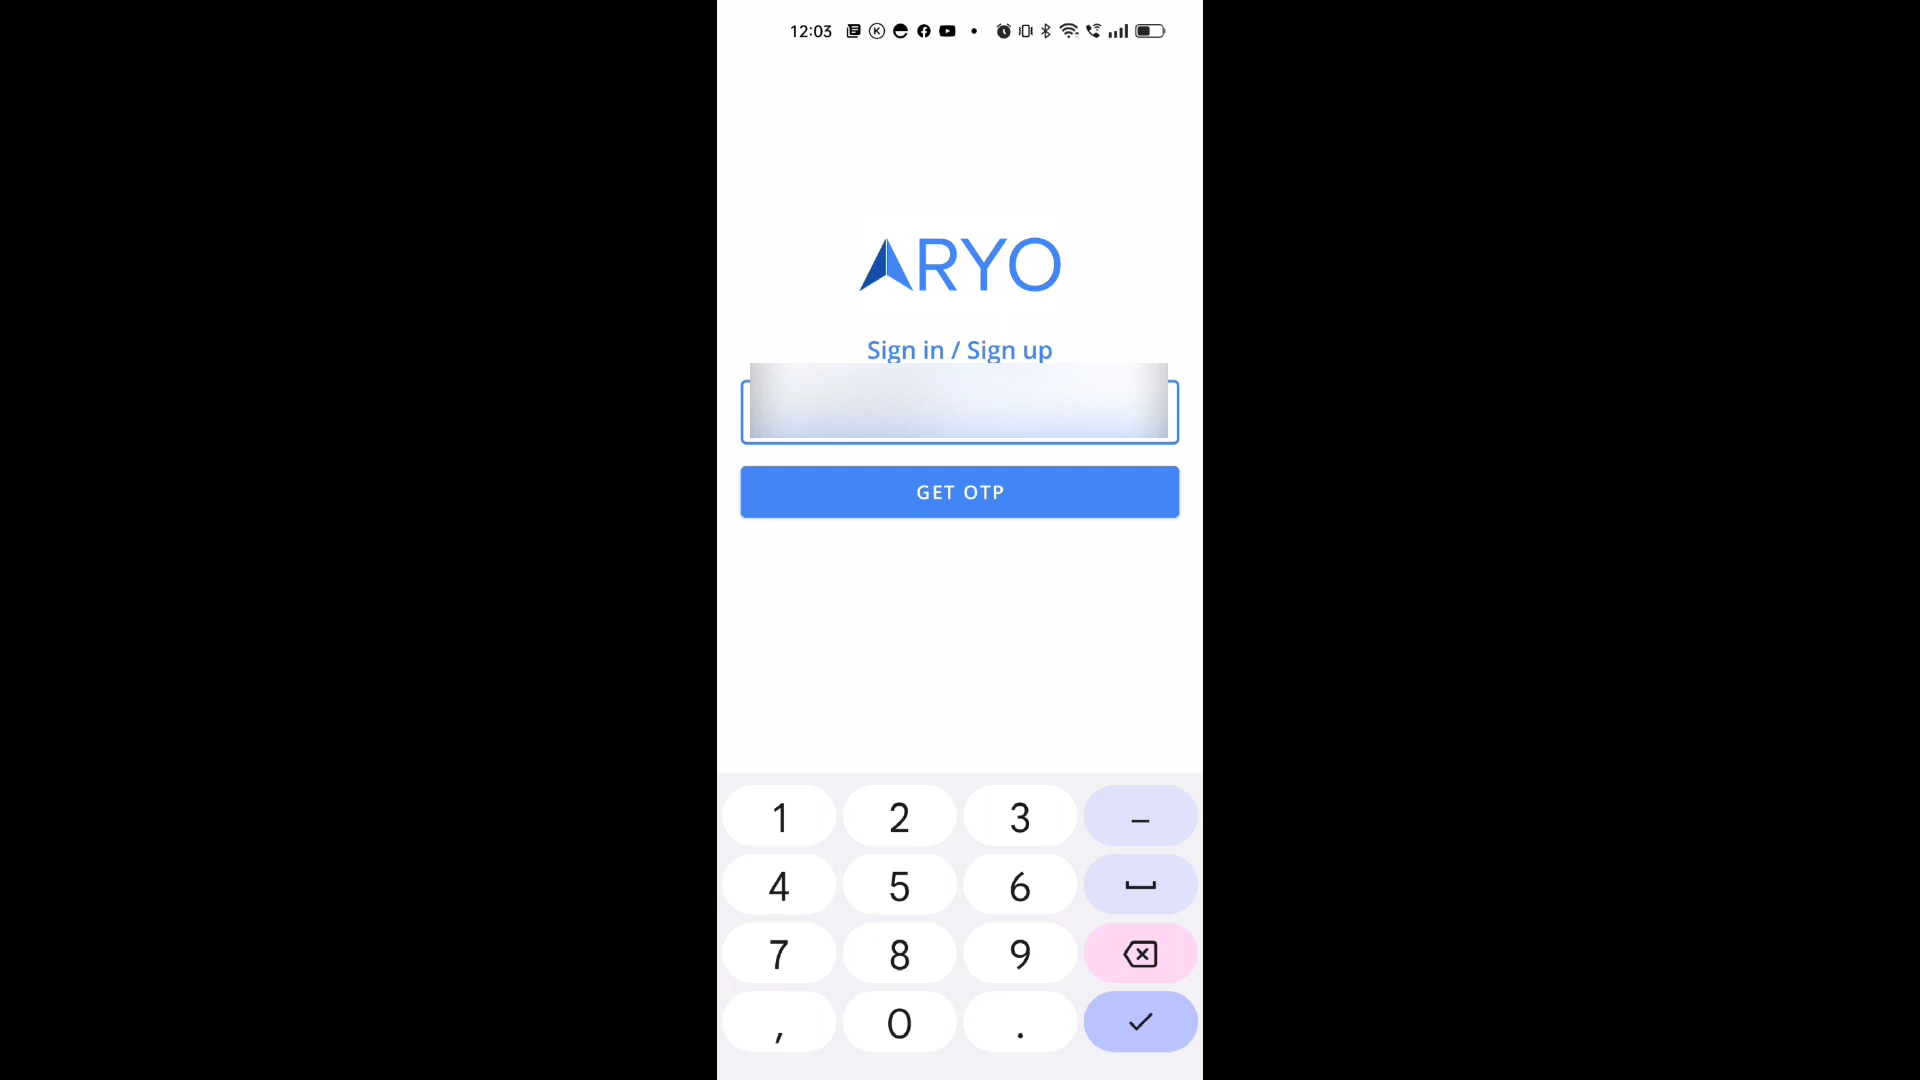 12:03
ARYO
Sign in / Sign up
GET OTP
1 2 3 –
4 5 6
7 8 9
, 0 .